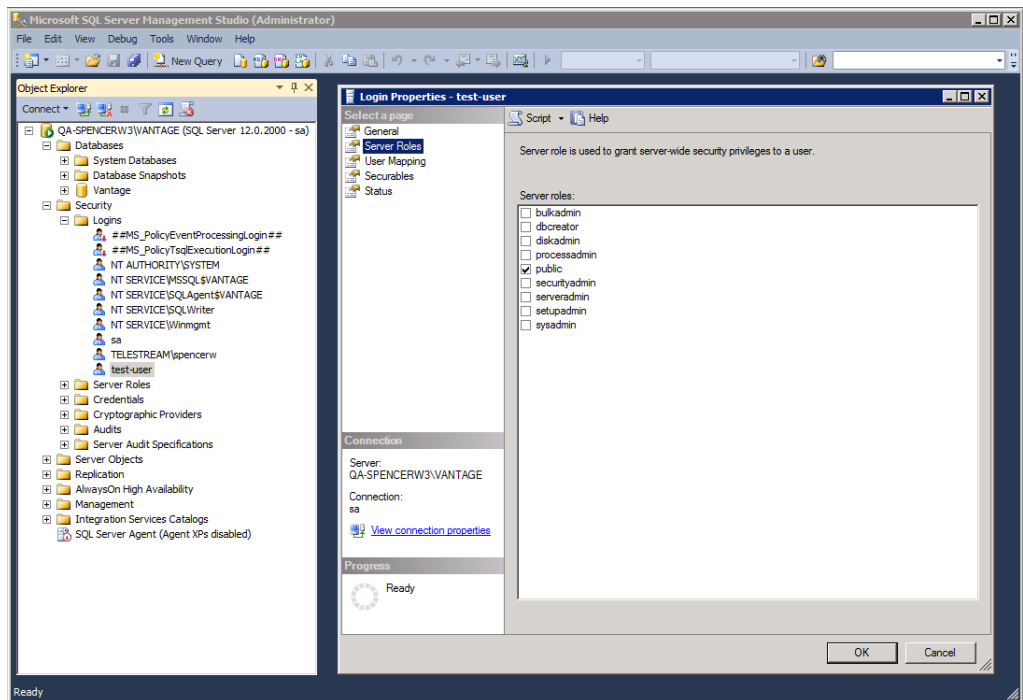 Microsoft SQL Server Management Studio (Administrator)
File Edit View Debug Tools Window Help
New Query
Object Explorer
Connect
QA-SPENCERW3\VANTAGE (SQL Server 12.0.2000 - sa)
Databases
System Databases
Database Snapshots
Vantage
Security
Logins
##MS_PolicyEventProcessingLogin##
##MS_PolicyTsqlExecutionLogin##
NT AUTHORITY\SYSTEM
NT SERVICE\MSSQL$VANTAGE
NT SERVICE\SQLAgent$VANTAGE
NT SERVICE\SQLWriter
NT SERVICE\Winmgmt
sa
TELESTREAM\spencerw
test-user
Server Roles
Credentials
Cryptographic Providers
Audits
Server Audit Specifications
Server Objects
Replication
AlwaysOn High Availability
Management
Integration Services Catalogs
SQL Server Agent (Agent XPs disabled)
Login Properties - test-user
Select a page
General
Server Roles
User Mapping
Securables
Status
Connection
Server:
QA-SPENCERW3\VANTAGE
Connection:
sa
View connection properties
Progress
Ready
Script Help
Server role is used to grant server-wide security privileges to a user.
Server roles:
bulkadmin
dbcreator
diskadmin
processadmin
public
securityadmin
serveradmin
setupadmin
sysadmin
OK Cancel
Ready